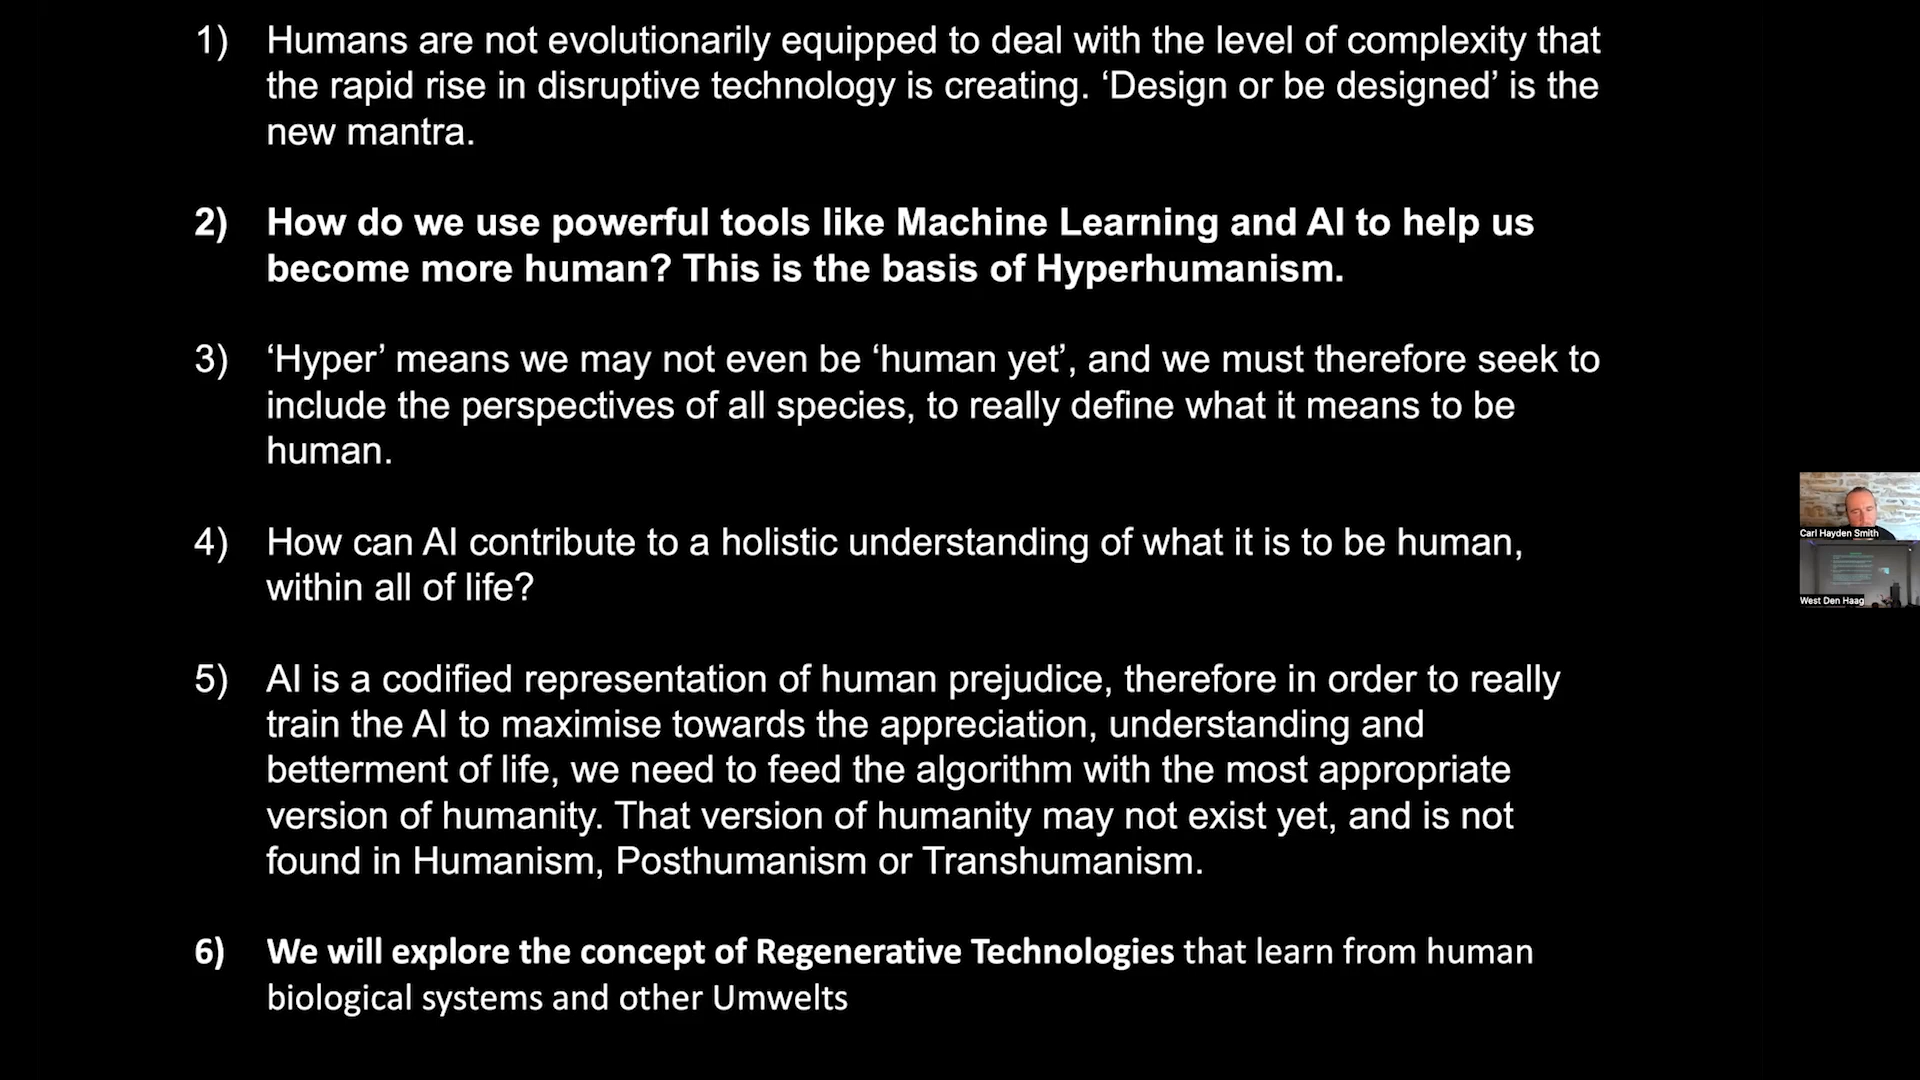 1) Humans are not evolutionarily equipped to deal with the level of complexity that
the rapid rise in disruptive technology is creating. ‘Design or be designed’ is the
new mantra.
2) How do we use powerful tools like Machine Learning and AI to help us
become more human? This is the basis of Hyperhumanism.
3) ‘Hyper’ means we may not even be ‘human yet’, and we must therefore seek to
include the perspectives of all species, to really define what it means to be
human.
4) How can AI contribute to a holistic understanding of what it is to be human,
within all of life?
5) AI is a codified representation of human prejudice, therefore in order to really
train the AI to maximise towards the appreciation, understanding and
betterment of life, we need to feed the algorithm with the most appropriate
version of humanity. That version of humanity may not exist yet, and is not
found in Humanism, Posthumanism or Transhumanism.
6) We will explore the concept of Regenerative Technologies that learn from human
biological systems and other Umwelts
Carl Hayden Smith
West Den Haag